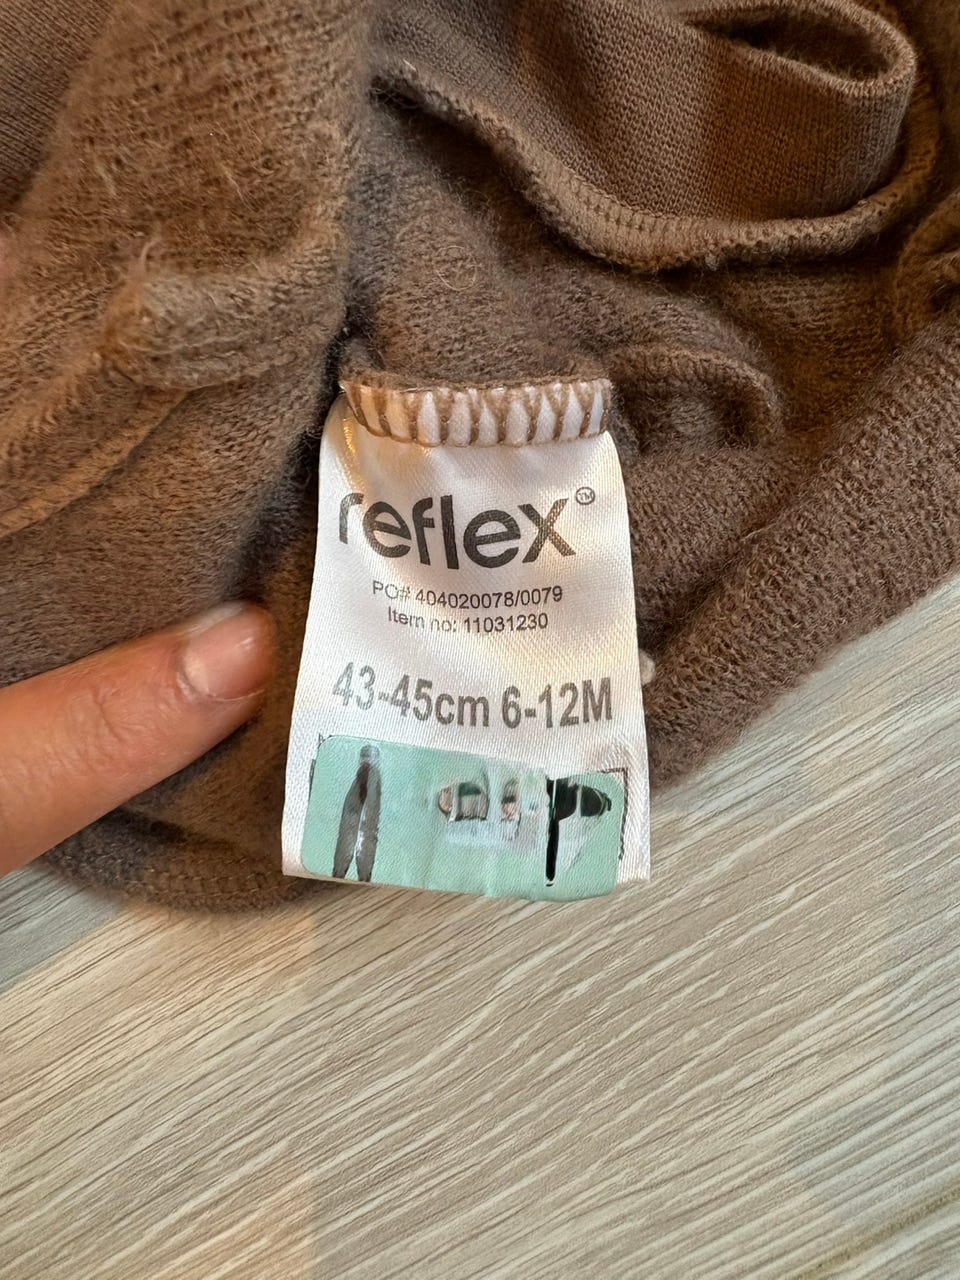 reflex™
PO# 404020078/0079
Item no: 11031230
43-45cm 6-12M